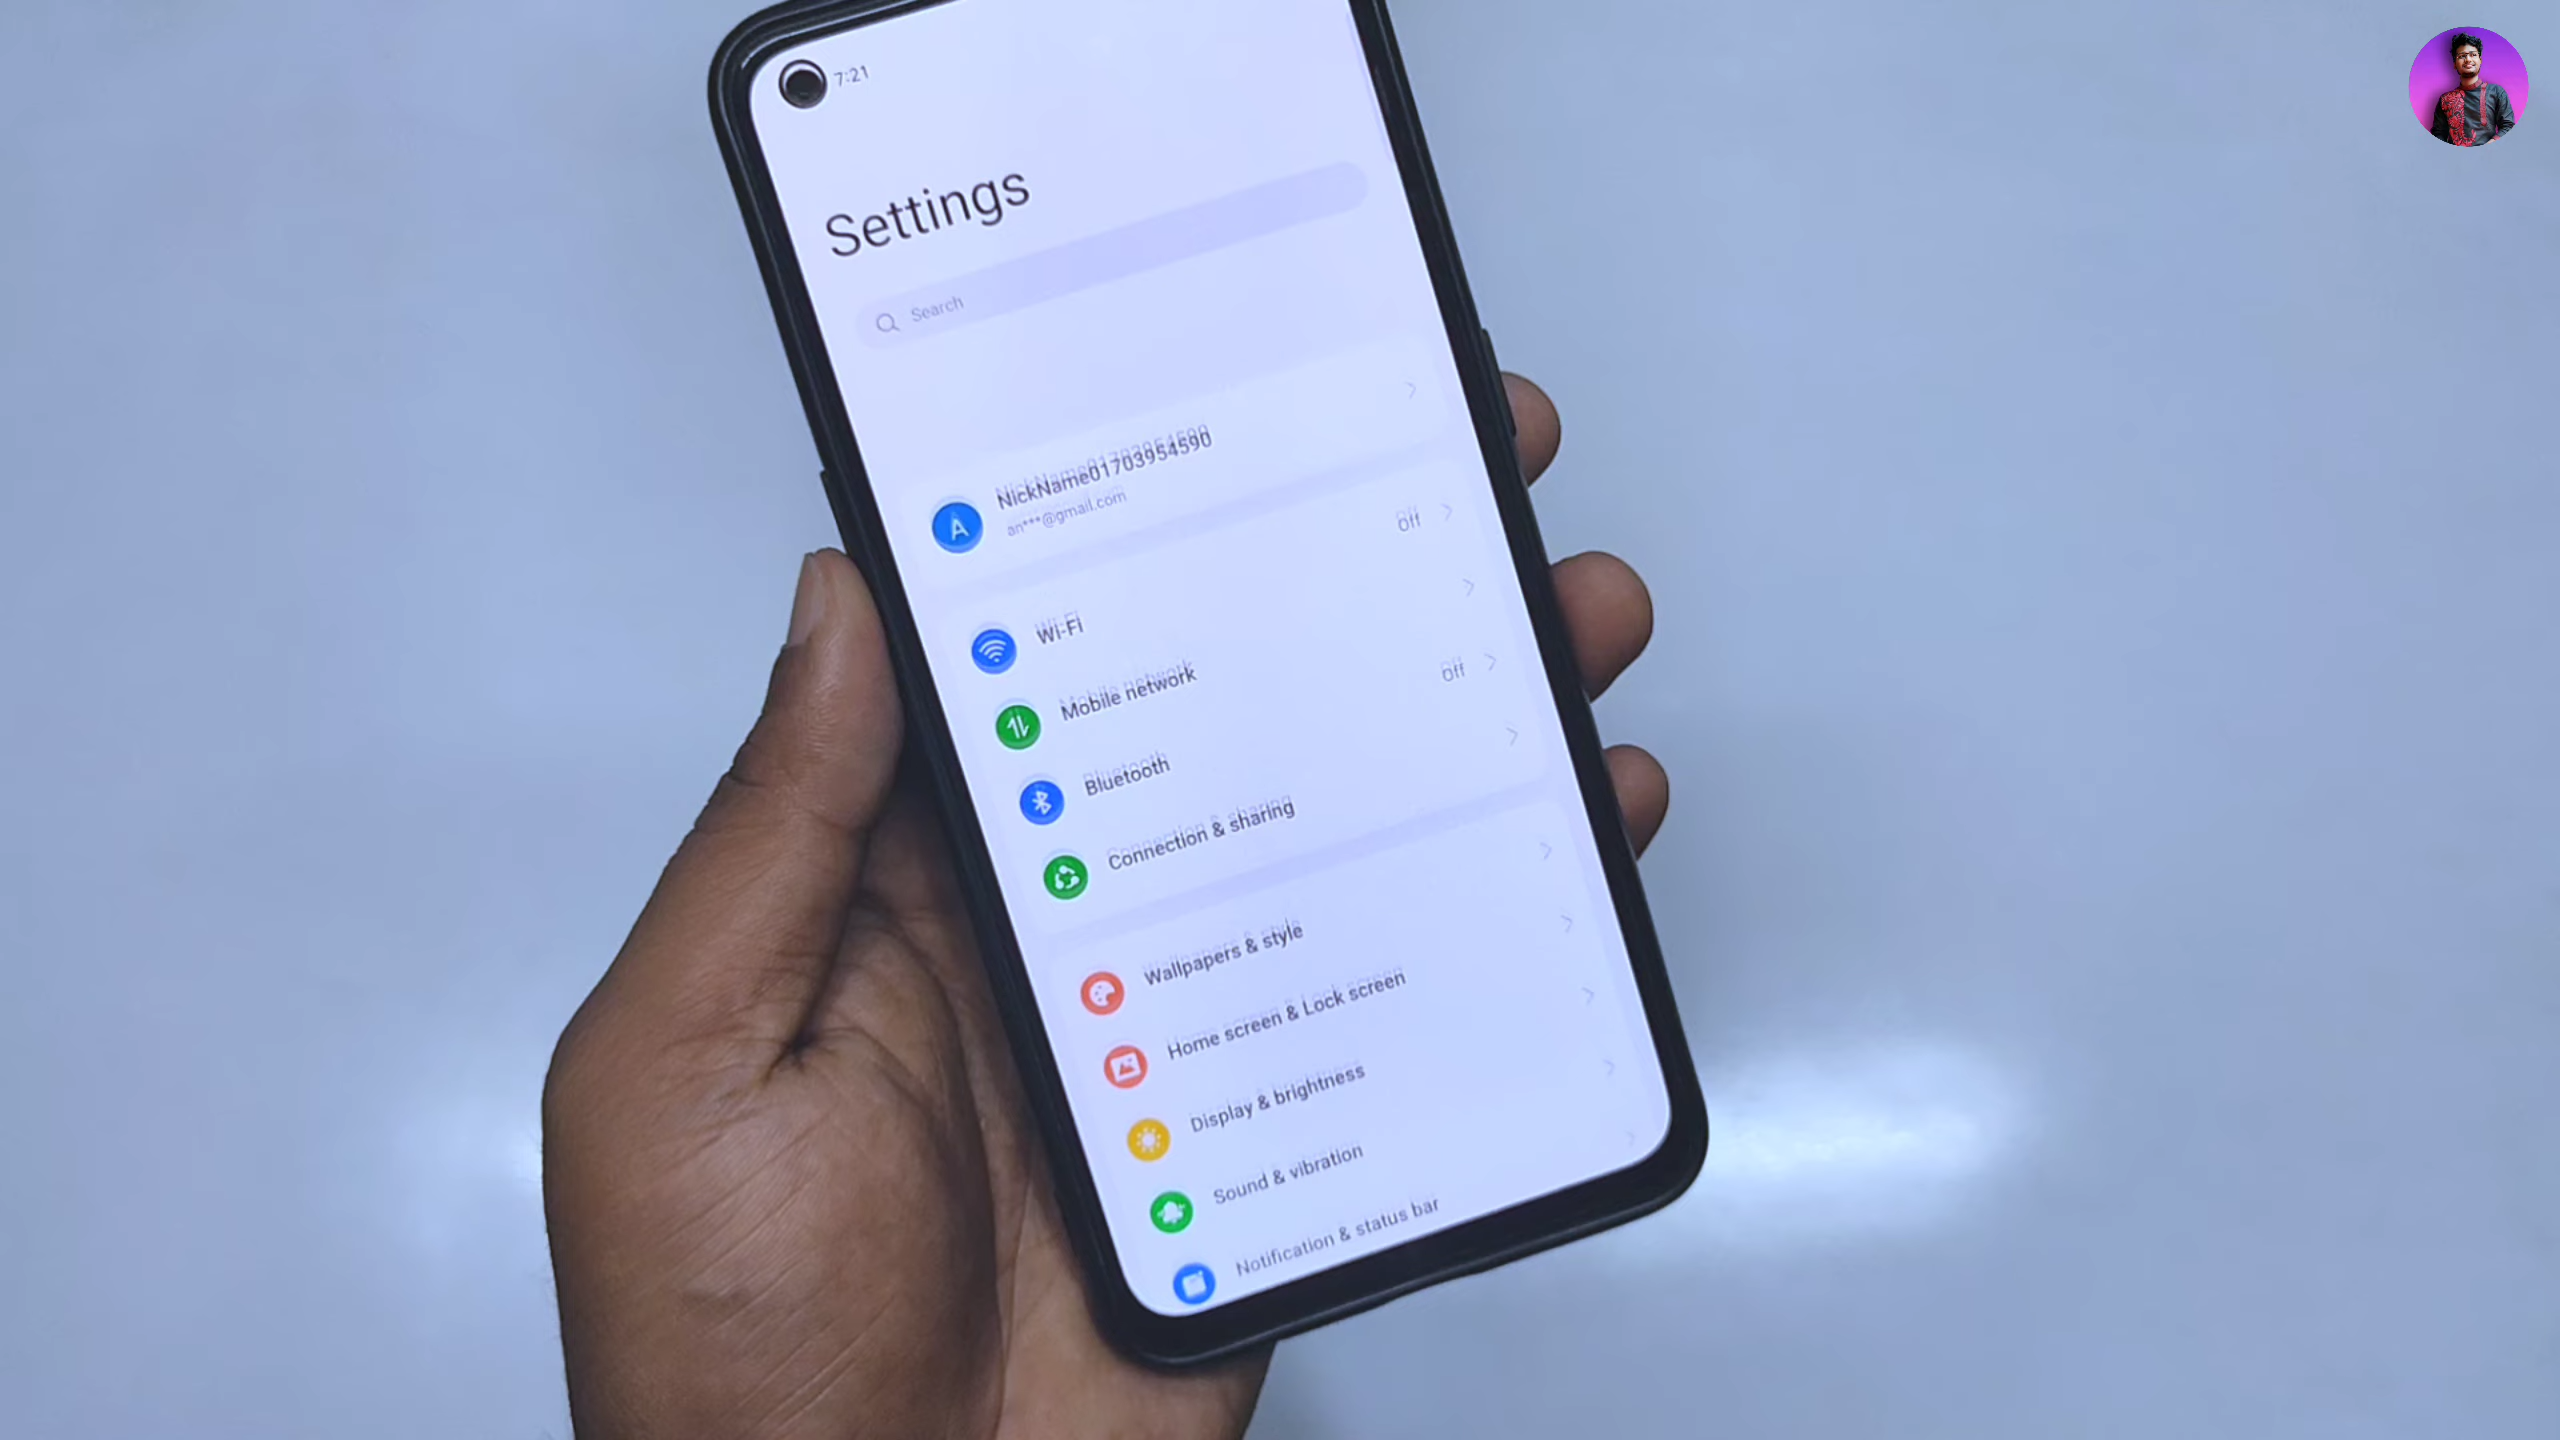 7:21
Settings
Search
NickName01703954590
an***@gmail.com
Wi-Fi
Off
Mobile network
Bluetooth
Off
Connection & sharing
Wallpapers & style
Home screen & Lock screen
Display & brightness
Sound & vibration
Notification & status bar